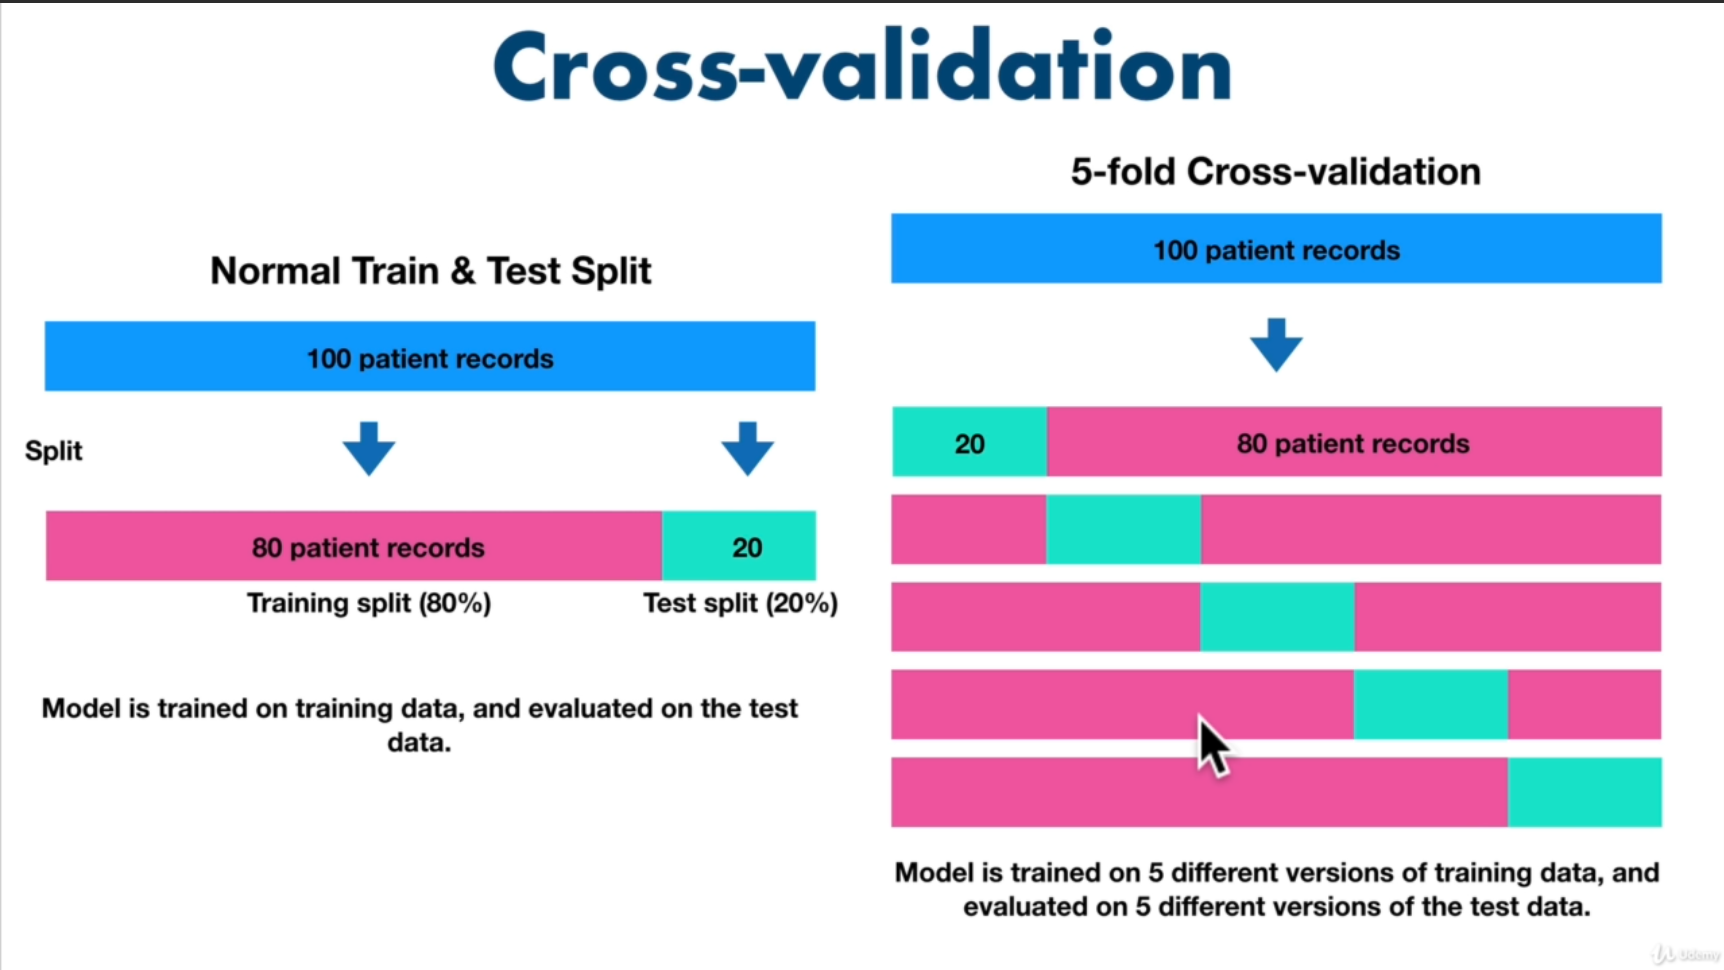 Cross-validation
Normal Train & Test Split
100 patient records
Split
80 patient records
20
Training split (80%)
Test split (20%)
Model is trained on training data, and evaluated on the test
data.
5-fold Cross-validation
100 patient records
20
80 patient records
Model is trained on 5 different versions of training data, and
evaluated on 5 different versions of the test data.
Udemy